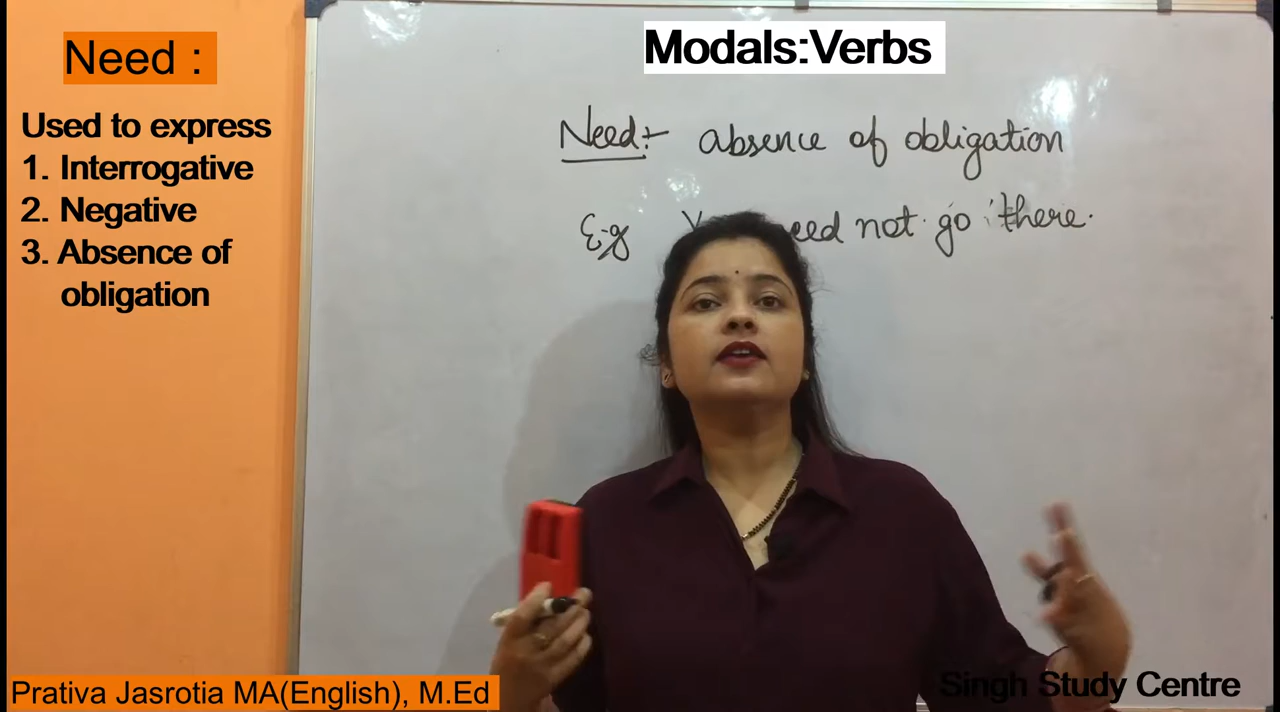 Need :
Used to express
1. Interrogative
2. Negative
3. Absence of
obligation
Modals:Verbs
Need:- absence of obligation
E.g need not go there.
Prativa Jasrotia MA(English), M.Ed
Singh Study Centre